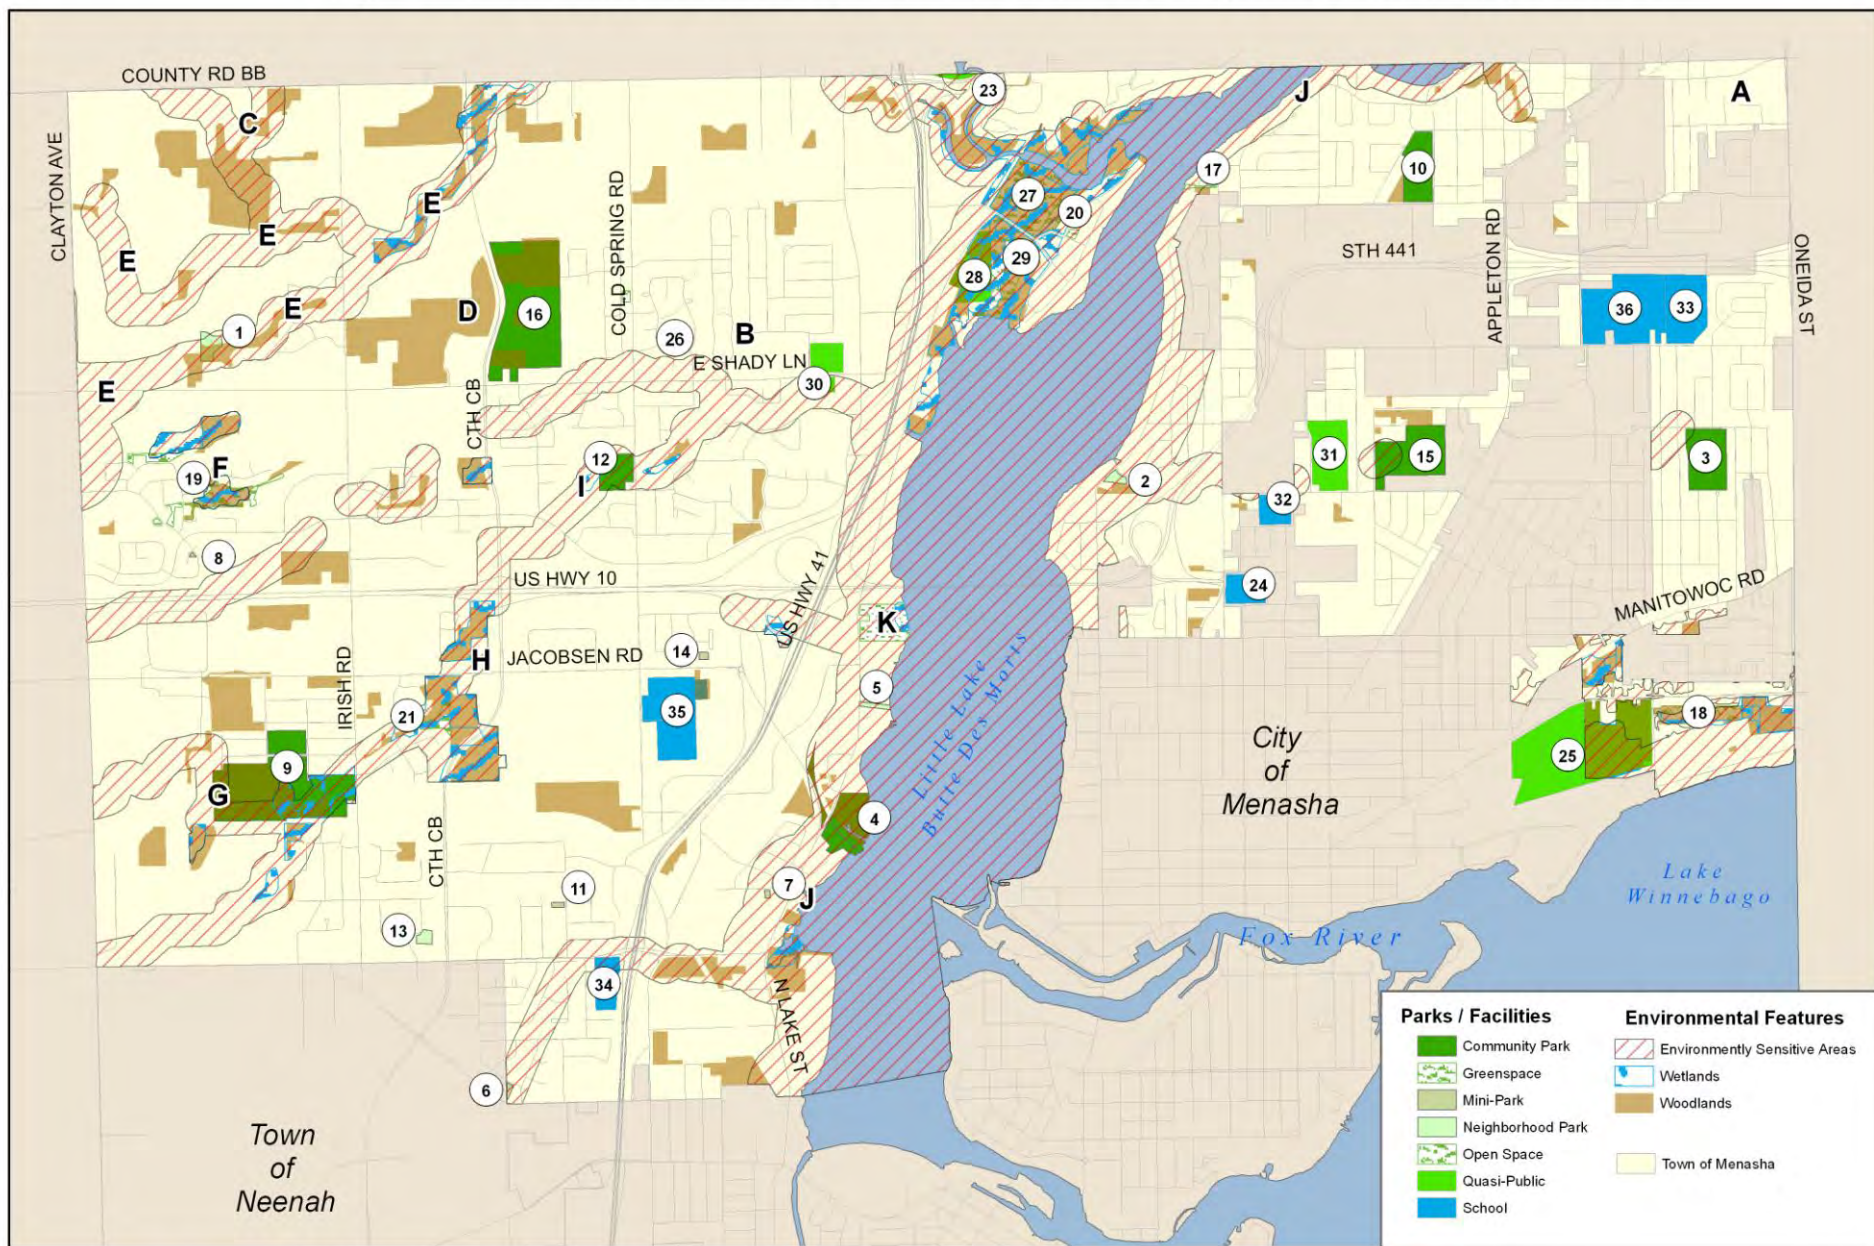 COUNTY RD BB
CLAYTON AVE
C
E
E
E
E
E
1
D
16
COLD SPRING RD
26
B
E SHADY LN
30
23
27
20
29
28
17
J
10
A
STH 441
APPLETON RD
ONEIDA ST
36
33
CTH CB
F
19
8
12
I
2
31
15
3
32
24
US HWY 10
US HWY 41
K
MANITOWOC RD
H
JACOBSEN RD
14
35
5
IRISH RD
21
9
G
4
Little Lake
Butte Des Morts
City
of
Menasha
25
18
CTH CB
11
13
7
J
34
N LAKE ST
6
Fox River
Lake
Winnebago
Town
of
Neenah
Parks / Facilities
Community Park
Greenspace
Mini-Park
Neighborhood Park
Open Space
Quasi-Public
School
Environmental Features
Environmently Sensitive Areas
Wetlands
Woodlands
Town of Menasha